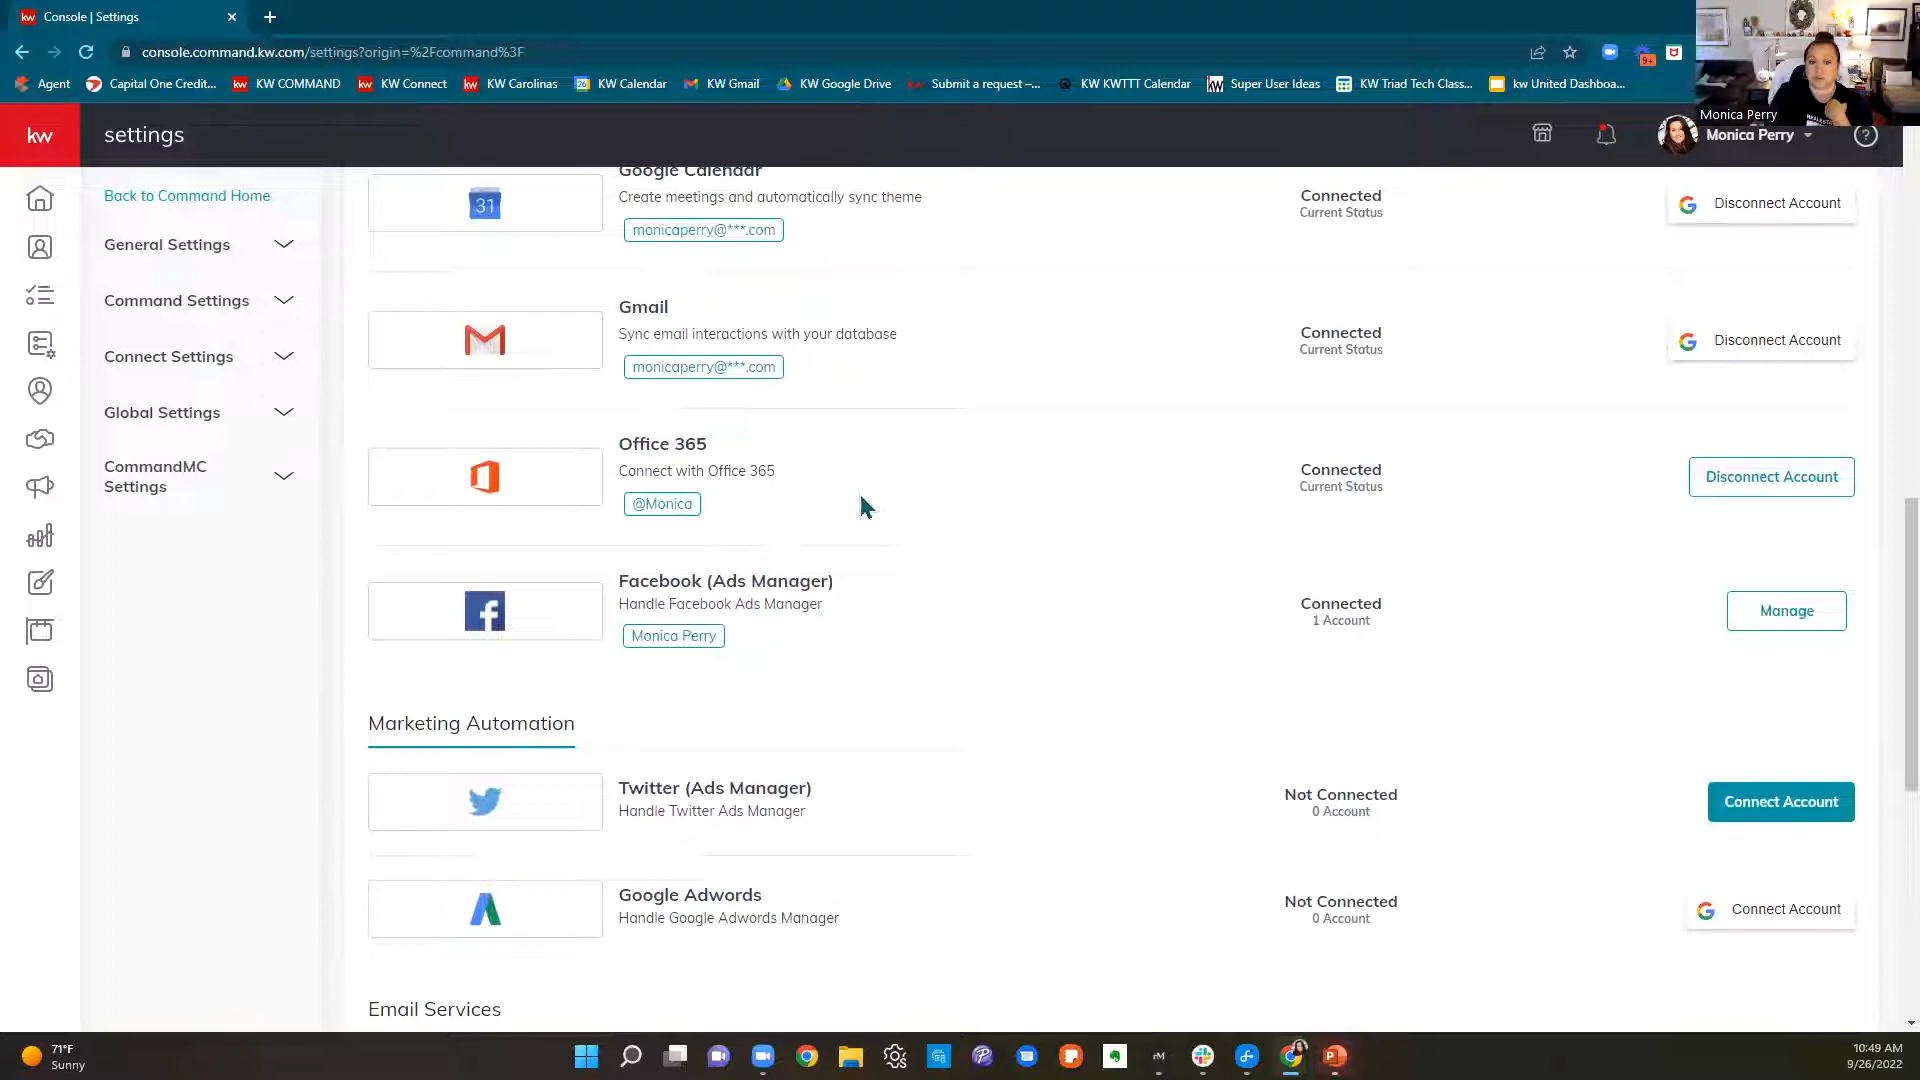 kw Console | Settings
console.command.kw.com/settings?origin=%2Fcommand%3F
9+
Agent
Capital One Credit...
kw KW COMMAND
kw KW Connect
kw KW Carolinas
26 KW Calendar
KW Gmail
KW Google Drive
Submit a request –...
KW KWTTT Calendar
Super User Ideas
KW Triad Tech Class...
kw United Dashboa...
Monica Perry
kw
settings
Monica Perry
?
Back to Command Home
General Settings
Command Settings
Connect Settings
Global Settings
CommandMC
Settings
31
Google Calendar
Create meetings and automatically sync theme
monicaperry@***.com
Connected
Current Status
Disconnect Account
Gmail
Sync email interactions with your database
monicaperry@***.com
Connected
Current Status
Disconnect Account
Office 365
Connect with Office 365
@Monica
Connected
Current Status
Disconnect Account
Facebook (Ads Manager)
Handle Facebook Ads Manager
Monica Perry
Connected
1 Account
Manage
Marketing Automation
Twitter (Ads Manager)
Handle Twitter Ads Manager
Not Connected
0 Account
Connect Account
Google Adwords
Handle Google Adwords Manager
Not Connected
0 Account
Connect Account
Email Services
71°F
Sunny
rM
10:49 AM
9/26/2022